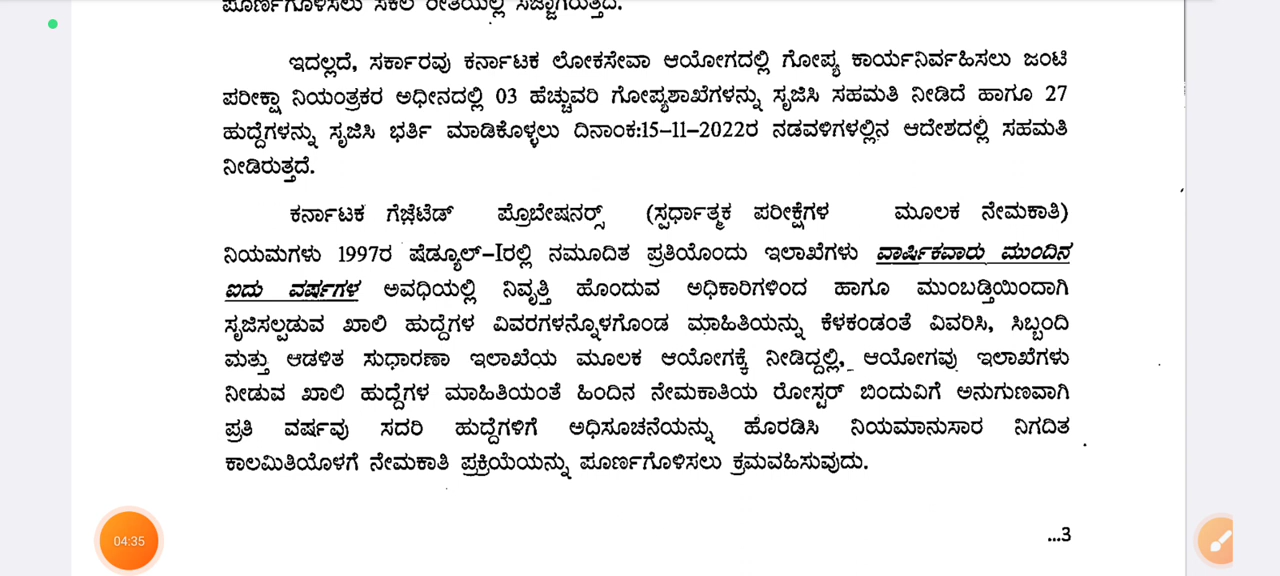 ಪೂರ್ಣಗೊಳಿಸಲು ಸಕಲ ರೀತಿಯಲ್ಲಿ ಸಜ್ಜಾಗಿರುತ್ತದೆ.
ಇದಲ್ಲದೆ, ಸರ್ಕಾರವು ಕರ್ನಾಟಕ ಲೋಕಸೇವಾ ಆಯೋಗದಲ್ಲಿ ಗೋಪ್ಯ ಕಾರ್ಯನಿರ್ವಹಿಸಲು ಜಂಟಿ
ಪರೀಕ್ಷಾ ನಿಯಂತ್ರಕರ ಅಧೀನದಲ್ಲಿ 03 ಹೆಚ್ಚುವರಿ ಗೋಪ್ಯಶಾಖೆಗಳನ್ನು ಸೃಜಿಸಿ ಸಹಮತಿ ನೀಡಿದೆ ಹಾಗೂ 27
ಹುದ್ದೆಗಳನ್ನು ಸೃಜಿಸಿ ಭರ್ತಿ ಮಾಡಿಕೊಳ್ಳಲು ದಿನಾಂಕ:15-11-2022ರ ನಡವಳಿಗಳಲ್ಲಿನ ಆದೇಶದಲ್ಲಿ ಸಹಮತಿ
ನೀಡಿರುತ್ತದೆ.
ಕರ್ನಾಟಕ ಗೆಜೆಟೆಡ್ ಪ್ರೊಬೇಷನರ್ಸ್ (ಸ್ಪರ್ಧಾತ್ಮಕ ಪರೀಕ್ಷೆಗಳ ಮೂಲಕ ನೇಮಕಾತಿ)
ನಿಯಮಗಳು 1997ರ ಷೆಡ್ಯೂಲ್-Iರಲ್ಲಿ ನಮೂದಿತ ಪ್ರತಿಯೊಂದು ಇಲಾಖೆಗಳು ವಾರ್ಷಿಕವಾರು ಮುಂದಿನ
ಐದು ವರ್ಷಗಳ ಅವಧಿಯಲ್ಲಿ ನಿವೃತ್ತಿ ಹೊಂದುವ ಅಧಿಕಾರಿಗಳಿಂದ ಹಾಗೂ ಮುಂಬಡ್ತಿಯಿಂದಾಗಿ
ಸೃಜಿಸಲ್ಪಡುವ ಖಾಲಿ ಹುದ್ದೆಗಳ ವಿವರಗಳನ್ನೊಳಗೊಂಡ ಮಾಹಿತಿಯನ್ನು ಕೆಳಕಂಡಂತೆ ವಿವರಿಸಿ, ಸಿಬ್ಬಂದಿ
ಮತ್ತು ಆಡಳಿತ ಸುಧಾರಣಾ ಇಲಾಖೆಯ ಮೂಲಕ ಆಯೋಗಕ್ಕೆ ನೀಡಿದ್ದಲ್ಲಿ, ಆಯೋಗವು ಇಲಾಖೆಗಳು
ನೀಡುವ ಖಾಲಿ ಹುದ್ದೆಗಳ ಮಾಹಿತಿಯಂತೆ ಹಿಂದಿನ ನೇಮಕಾತಿಯ ರೋಸ್ಟರ್ ಬಿಂದುವಿಗೆ ಅನುಗುಣವಾಗಿ
ಪ್ರತಿ ವರ್ಷವು ಸದರಿ ಹುದ್ದೆಗಳಿಗೆ ಅಧಿಸೂಚನೆಯನ್ನು ಹೊರಡಿಸಿ ನಿಯಮಾನುಸಾರ ನಿಗದಿತ
ಕಾಲಮಿತಿಯೊಳಗೆ ನೇಮಕಾತಿ ಪ್ರಕ್ರಿಯೆಯನ್ನು ಪೂರ್ಣಗೊಳಿಸಲು ಕ್ರಮವಹಿಸುವುದು.
...3
04:35